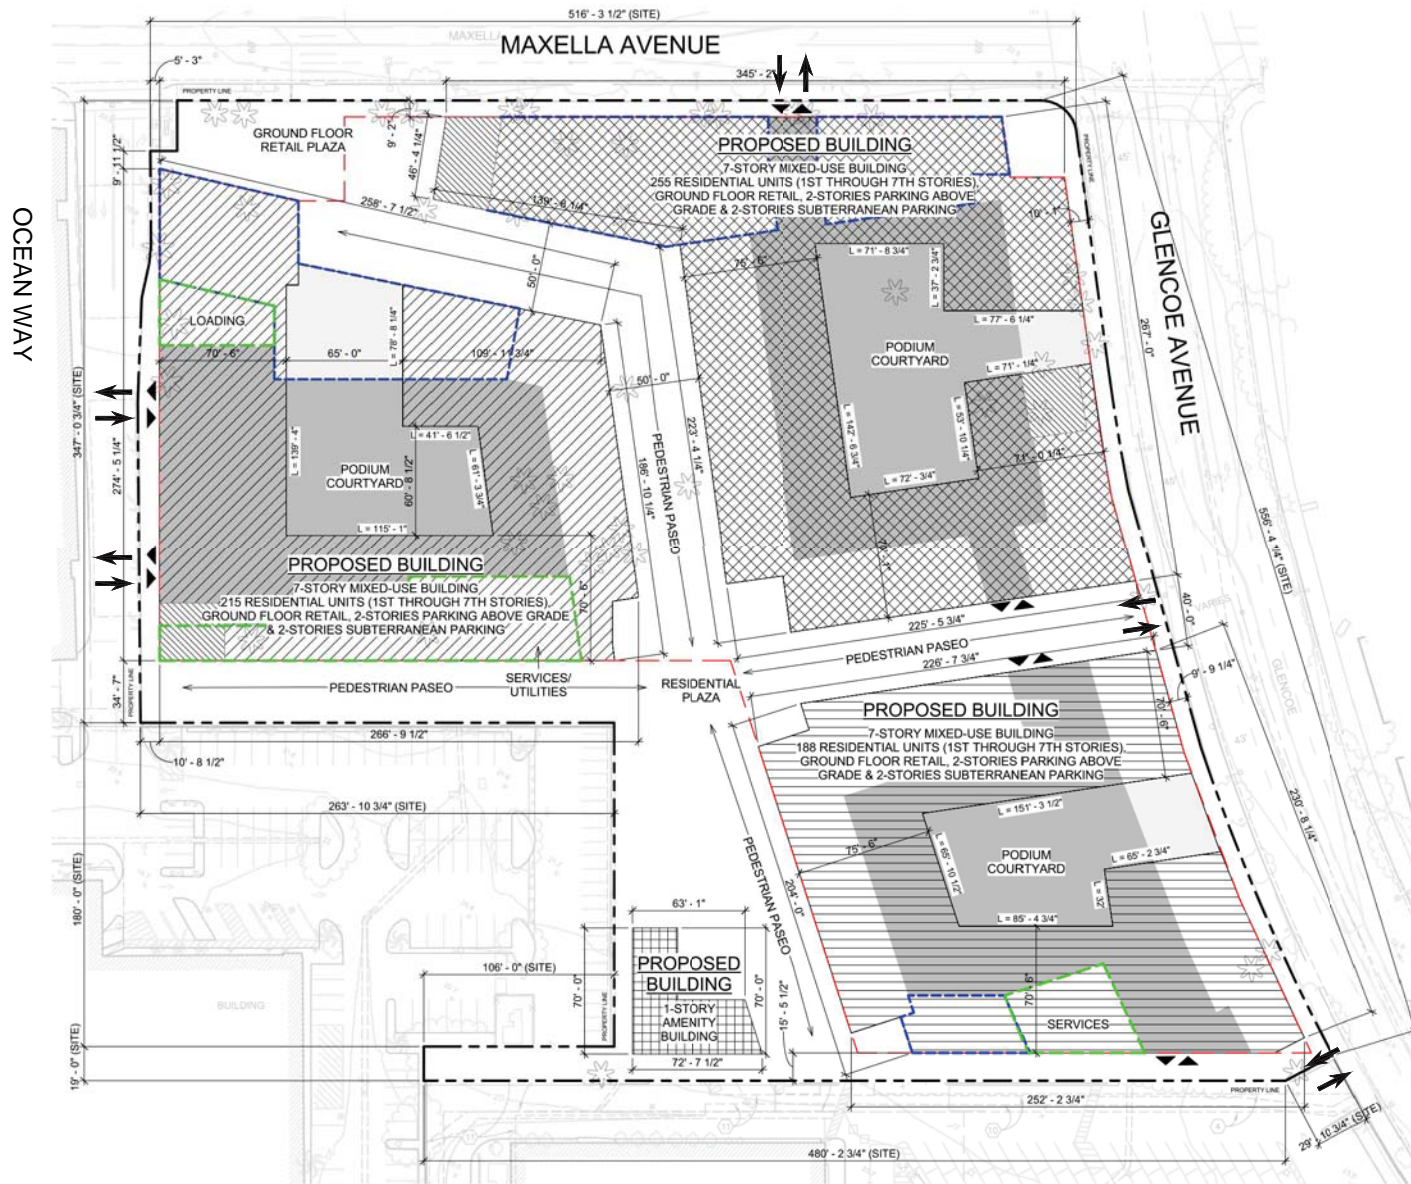 516' - 3 1/2" (SITE)
MAXELLA
MAXELLA AVENUE
5' - 3"
345' - 2"
PROPERTY LINE
9' - 2"
GROUND FLOOR
RETAIL PLAZA
46' - 4 1/4"
9' - 11 1/2"
PROPOSED BUILDING
7-STORY MIXED-USE BUILDING
255 RESIDENTIAL UNITS (1ST THROUGH 7TH STORIES),
GROUND FLOOR RETAIL, 2-STORIES PARKING ABOVE
GRADE & 2-STORIES SUBTERRANEAN PARKING
PROPERTY LINE
10' - 1"
258' - 7 1/2"
139' - 8 1/4"
OCEAN WAY
GLENCOE AVENUE
50' - 0"
75' - 6"
L = 71' - 8 3/4"
L = 37' - 2 3/4"
L = 77' - 6 1/4"
267' - 0"
LOADING
70' - 6"
65' - 0"
L = 78' - 8 1/4"
109' - 11 3/4"
PODIUM
COURTYARD
L = 71' - 1/4"
50' - 0"
347' - 0 3/4" (SITE)
274' - 5 1/4"
L = 139' - 4"
L = 41' - 6 1/2"
60' - 8 1/2"
L = 61' - 3 3/4"
PODIUM
COURTYARD
L = 115' - 1"
PEDESTRIAN PASEO
186' - 10 1/4"
223' - 4 1/4"
L = 142' - 6 3/4"
L = 53' - 10 1/4"
L = 72' - 3/4"
71' - 0 1/4"
556' - 4 1/4" (SITE)
PROPOSED BUILDING
7-STORY MIXED-USE BUILDING
215 RESIDENTIAL UNITS (1ST THROUGH 7TH STORIES),
GROUND FLOOR RETAIL, 2-STORIES PARKING ABOVE GRADE
& 2-STORIES SUBTERRANEAN PARKING
70' - 6"
VARIES
40' - 0"
225' - 5 3/4"
PEDESTRIAN PASEO
226' - 7 3/4"
9' - 9 1/4"
GLENCOE
34' - 7"
PROPERTY LINE
PEDESTRIAN PASEO
SERVICES/
UTILITIES
RESIDENTIAL
PLAZA
266' - 9 1/2"
10' - 8 1/2"
263' - 10 3/4" (SITE)
PROPOSED BUILDING
7-STORY MIXED-USE BUILDING
188 RESIDENTIAL UNITS (1ST THROUGH 7TH STORIES),
GROUND FLOOR RETAIL, 2-STORIES PARKING ABOVE
GRADE & 2-STORIES SUBTERRANEAN PARKING
70' - 6"
230' - 8 1/4"
L = 151' - 3 1/2"
75' - 6"
L = 65' - 10 1/2"
PODIUM
COURTYARD
L = 65' - 2 3/4"
L = 32'
L = 85' - 4 3/4"
PEDESTRIAN PASEO
204' - 0"
180' - 0" (SITE)
63' - 1"
106' - 0" (SITE)
70' - 0"
PROPOSED
BUILDING
1-STORY
AMENITY
BUILDING
70' - 0"
15' - 5 1/2"
72' - 7 1/2"
PROPERTY LINE
BUILDING
70' - 6"
SERVICES
19' - 0" (SITE)
PROPERTY LINE
252' - 2 3/4"
29' - 10 3/4" (SITE)
480' - 2 3/4" (SITE)